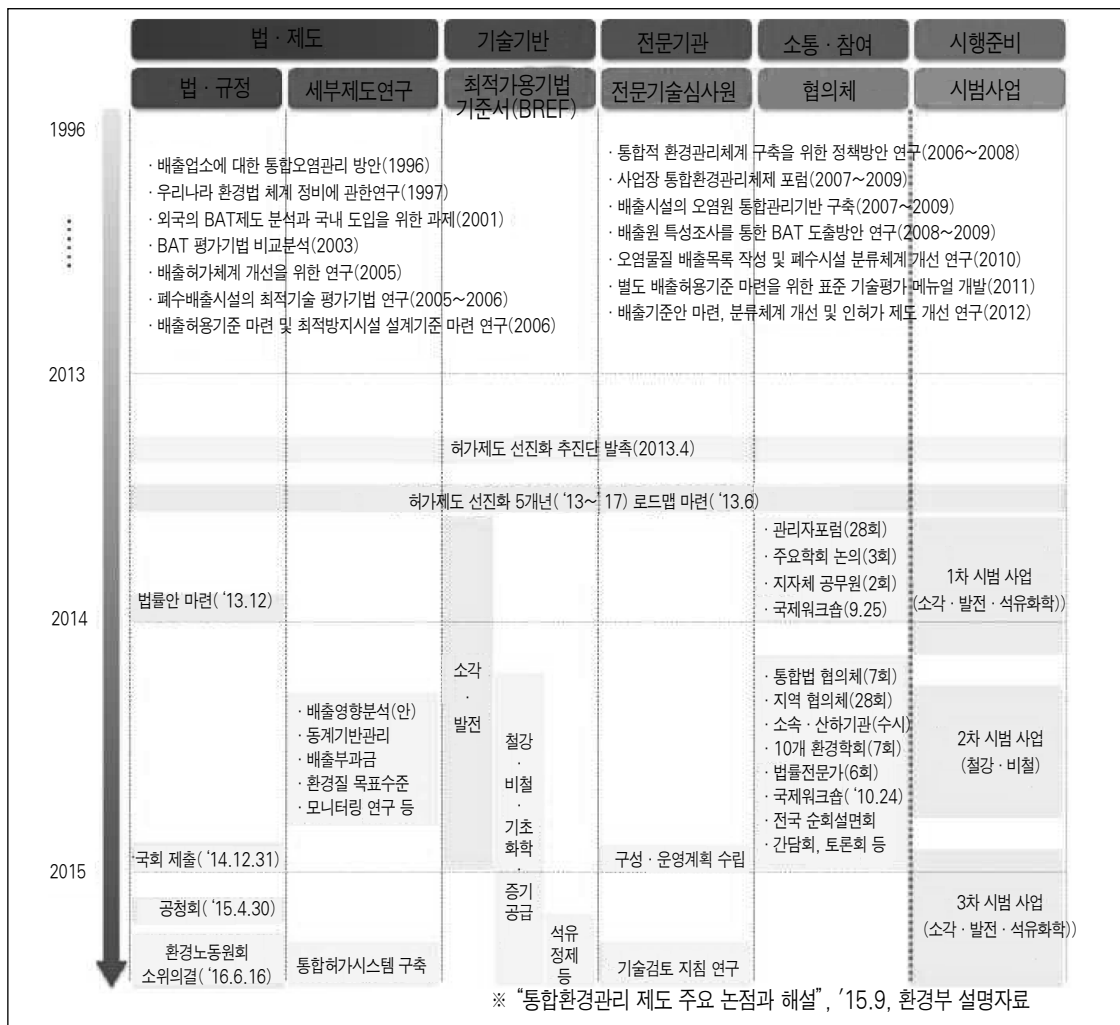 법 · 제도
기술기반
전문기관
소통 · 참여
시행준비
법 · 규정
세부제도연구
최적가용기법
기준서(BREF)
전문기술심사원
협의체
시범사업
1996
· 배출업소에 대한 통합오염관리 방안(1996)
· 우리나라 환경법 체계 정비에 관한연구(1997)
· 외국의 BAT제도 분석과 국내 도입을 위한 과제(2001)
· BAT 평가기법 비교분석(2003)
· 배출허가체계 개선을 위한 연구(2005)
· 폐수배출시설의 최적기술 평가기법 연구(2005~2006)
· 배출허용기준 마련 및 최적방지시설 설계기준 마련 연구(2006)
· 통합적 환경관리체계 구축을 위한 정책방안 연구(2006~2008)
· 사업장 통합환경관리체제 포럼(2007~2009)
· 배출시설의 오염원 통합관리기반 구축(2007~2009)
· 배출원 특성조사를 통한 BAT 도출방안 연구(2008~2009)
· 오염물질 배출목록 작성 및 폐수시설 분류체계 개선 연구(2010)
· 별도 배출허용기준 마련을 위한 표준 기술평가 메뉴얼 개발(2011)
· 배출기준안 마련, 분류체계 개선 및 인허가 제도 개선 연구(2012)
2013
허가제도 선진화 추진단 발촉(2013.4)
허가제도 선진화 5개년( ‘13~’ 17) 로드맵 마련( ‘13.6)
· 관리자포럼(28회)
· 주요학회 논의(3회)
· 지자체 공무원(2회)
· 국제워크숍(9.25)
1차 시범 사업
(소각 · 발전 · 석유화학))
법률안 마련( ‘13.12)
2014
소각
·
발전
· 배출영향분석(안)
· 동계기반관리
· 배출부과금
· 환경질 목표수준
· 모니터링 연구 등
철강
·
비철
·
기초
화학
·
증기
공급
· 통합법 협의체(7회)
· 지역 협의체(28회)
· 소속 · 산하기관(수시)
· 10개 환경학회(7회)
· 법률전문가(6회)
· 국제워크숍( ‘10.24)
· 전국 순회설명회
· 간담회, 토론회 등
2차 시범 사업
(철강 · 비철)
국회 제출( ‘14.12.31)
구성 · 운영계획 수립
2015
공청회( ‘15.4.30)
3차 시범 사업
(소각 · 발전 · 석유화학))
환경노동원회
소위의결( ‘16.6.16)
통합허가시스템 구축
석유
정제
등
기술검토 지침 연구
※ “통합환경관리 제도 주요 논점과 해설”, ’15.9, 환경부 설명자료